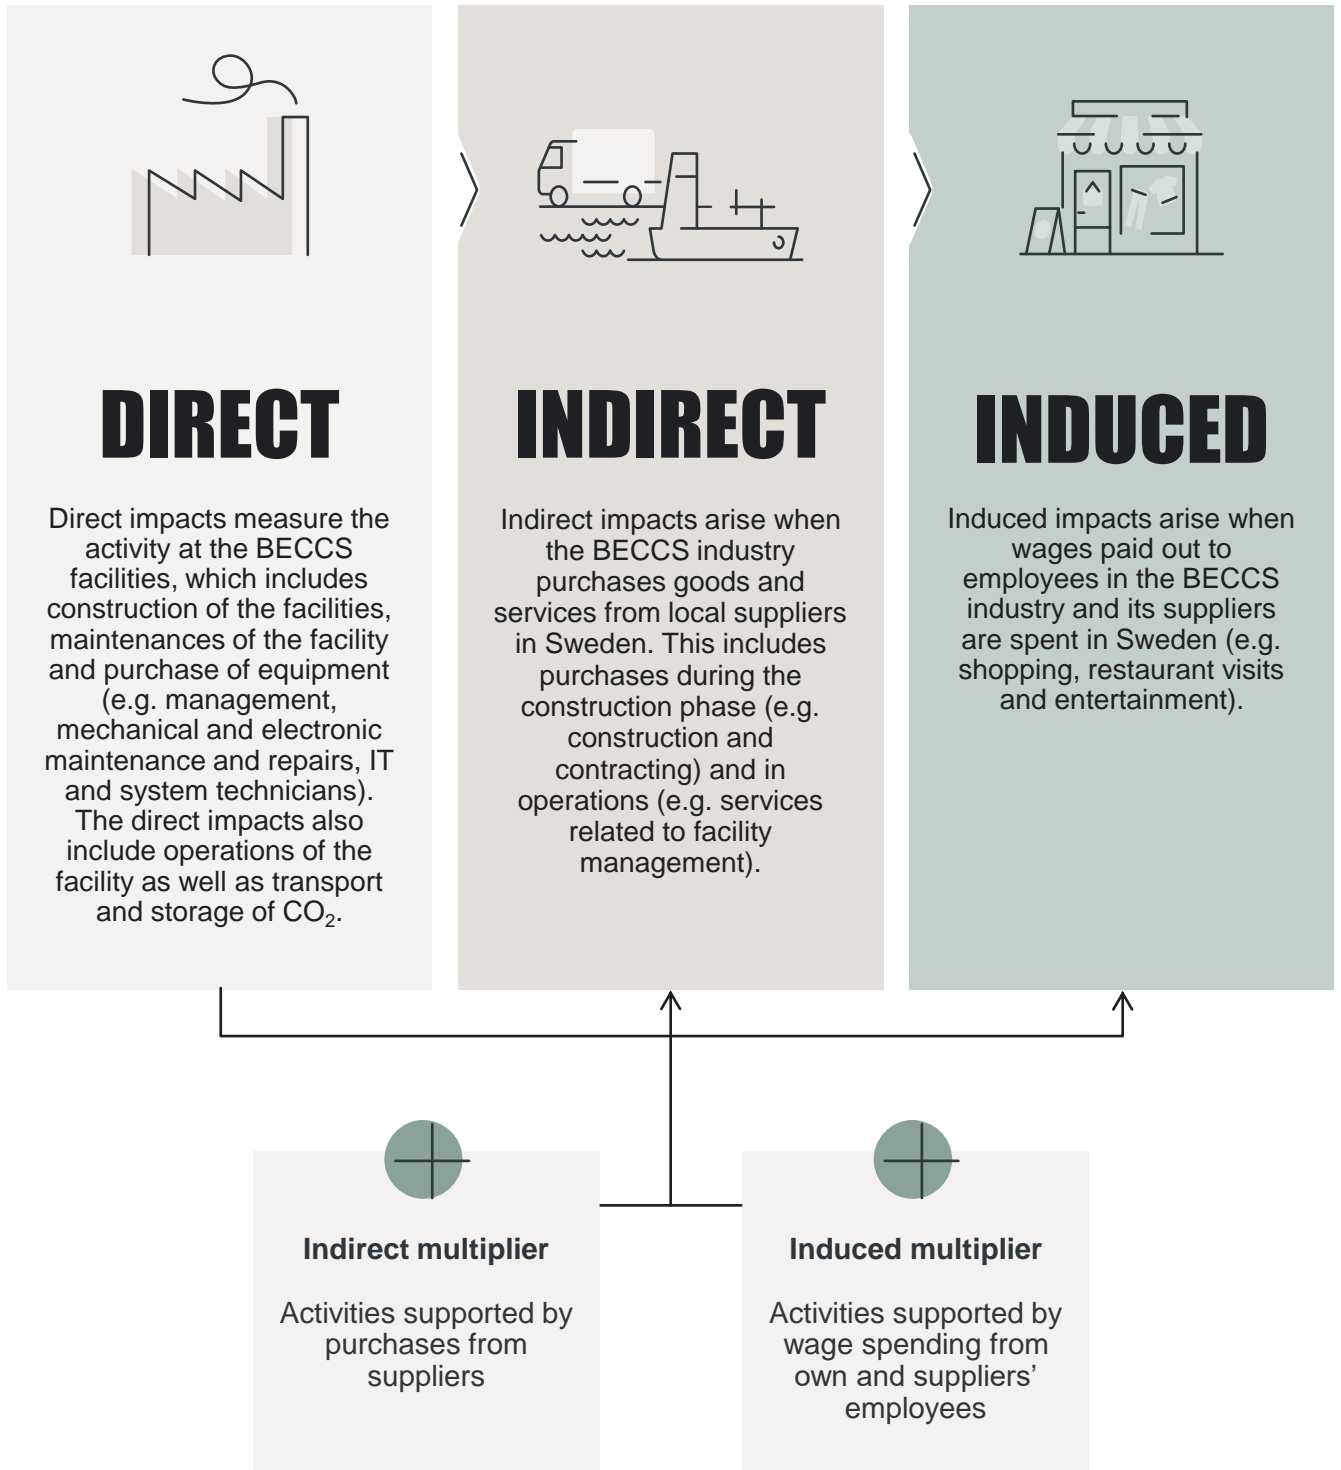 DIRECT
Direct impacts measure the
activity at the BECCS
facilities, which includes
construction of the facilities,
maintenances of the facility
and purchase of equipment
(e.g. management,
mechanical and electronic
maintenance and repairs, IT
and system technicians).
The direct impacts also
include operations of the
facility as well as transport
and storage of CO₂.
INDIRECT
Indirect impacts arise when
the BECCS industry
purchases goods and
services from local suppliers
in Sweden. This includes
purchases during the
construction phase (e.g.
construction and
contracting) and in
operations (e.g. services
related to facility
management).
INDUCED
Induced impacts arise when
wages paid out to
employees in the BECCS
industry and its suppliers
are spent in Sweden (e.g.
shopping, restaurant visits
and entertainment).
Indirect multiplier
Activities supported by
purchases from
suppliers
Induced multiplier
Activities supported by
wage spending from
own and suppliers’
employees